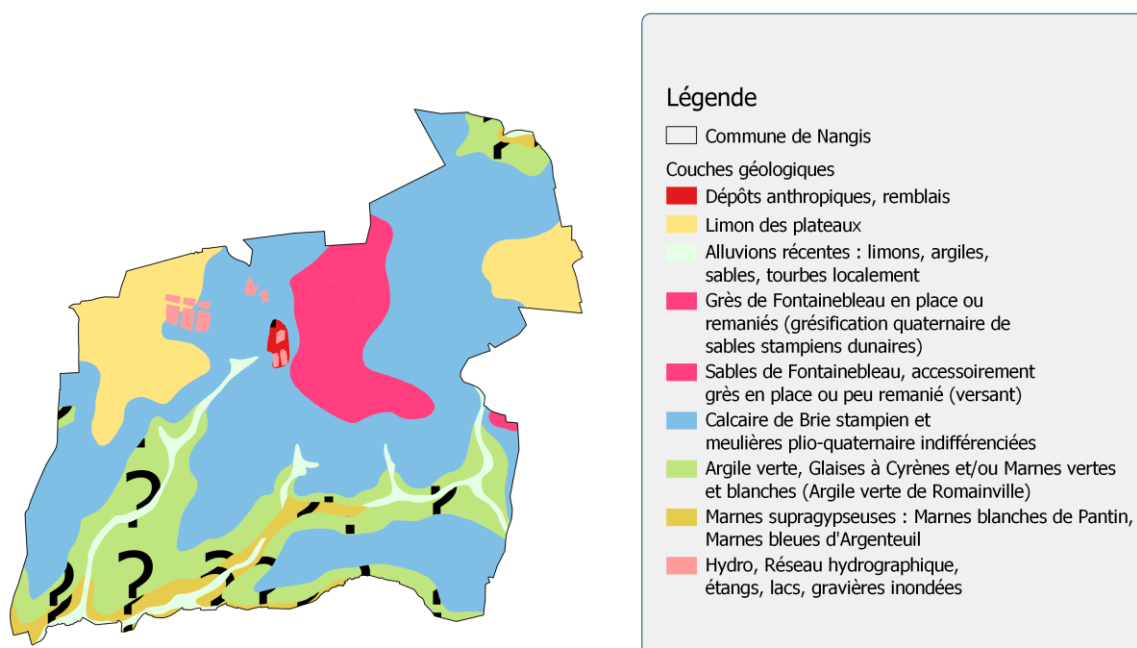 Légende
Commune de Nangis
Couches géologiques
Dépôts anthropiques, remblais
Limon des plateaux
Alluvions récentes : limons, argiles,
sables, tourbes localement
Grès de Fontainebleau en place ou
remaniés (grésification quaternaire de
sables stampiens dunaires)
Sables de Fontainebleau, accessoirement
grès en place ou peu remanié (versant)
Calcaire de Brie stampien et
meulières plio-quaternaire indifférenciées
Argile verte, Glaises à Cyrènes et/ou Marnes vertes
et blanches (Argile verte de Romainville)
Marnes supragypseuses : Marnes blanches de Pantin,
Marnes bleues d'Argenteuil
Hydro, Réseau hydrographique,
étangs, lacs, gravières inondées
?
?